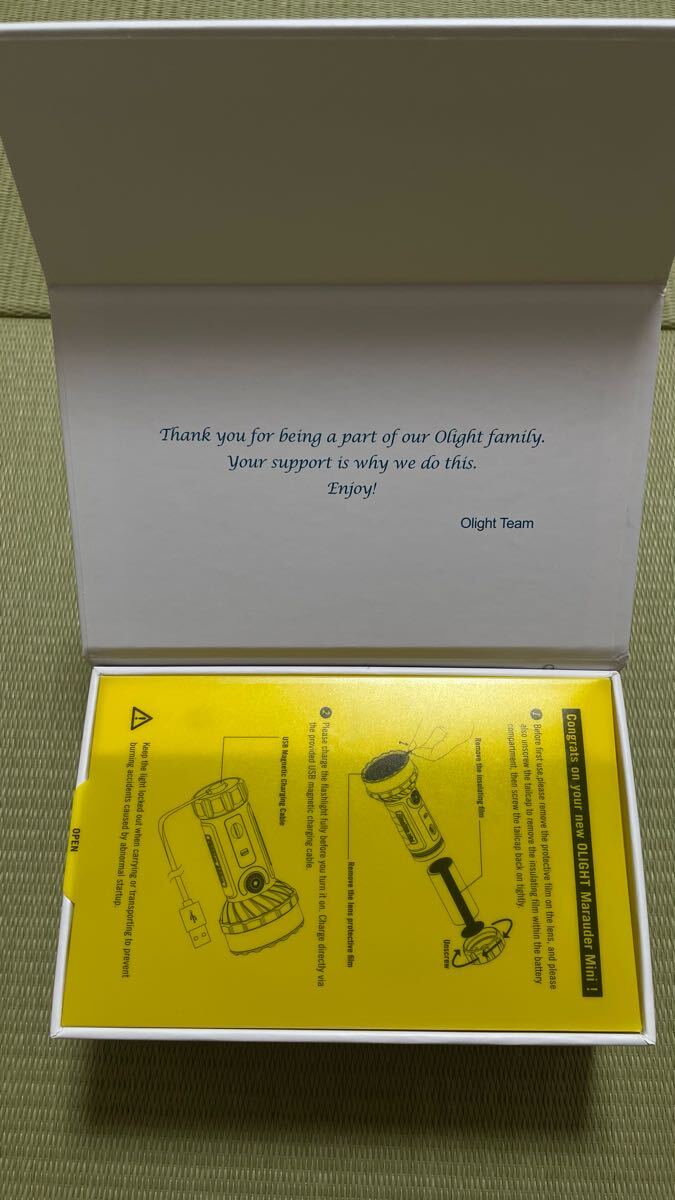 Thank you for being a part of our Olight family.
Your support is why we do this.
Enjoy!
Olight Team
Congrats on your new OLIGHT Marauder Mini !
1 Before first use,please remove the protective film on the lens, and please
also unscrew the tailcap to remove the insulating film within the battery
compartment, then screw the tailcap back on tightly.
Remove the insulating film
Unscrew
Remove the lens protective film
2 Please charge the flashlight fully before you turn it on. Charge directly via
the provided USB magnetic charging cable.
USB Magnetic Charging Cable
Keep the light locked out when carrying or transporting to prevent
burning accidents caused by abnormal startup.
OPEN